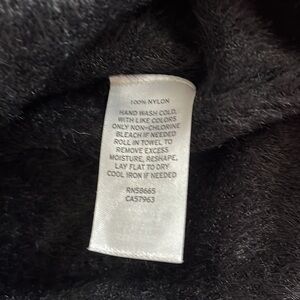 100% NYLON
HAND WASH COLD,
WITH LIKE COLORS
ONLY NON-CHLORINE
BLEACH IF NEEDED
ROLL IN TOWEL TO
REMOVE EXCESS
MOISTURE, RESHAPE,
LAY FLAT TO DRY
COOL IRON IF NEEDED
RN58665
CA57963